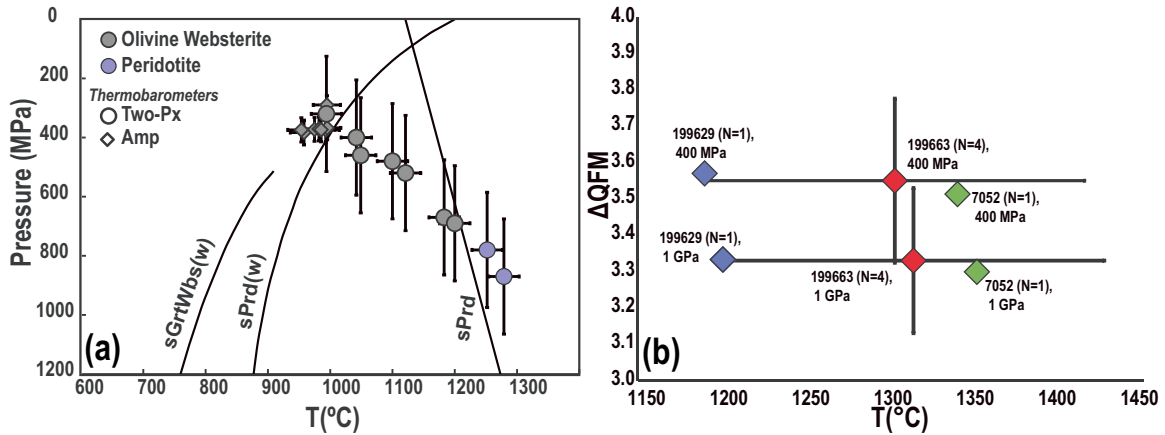 Olivine Websterite
Peridotite
Thermobarometers
Two-Px
Amp
sGrtWbs(w)
sPrd(w)
sPrd
(a)
Pressure (MPa)
0
200
400
600
800
1000
1200
600 700 800 900 1000 1100 1200 1300
T(ºC)
ΔQFM
4.0
3.9
3.8
3.7
3.6
3.5
3.4
3.3
3.2
3.1
3.0
199629 (N=1),
400 MPa
199663 (N=4),
400 MPa
7052 (N=1),
400 MPa
199629 (N=1),
1 GPa
199663 (N=4),
1 GPa
7052 (N=1),
1 GPa
(b)
1150 1200 1250 1300 1350 1400 1450
T(°C)